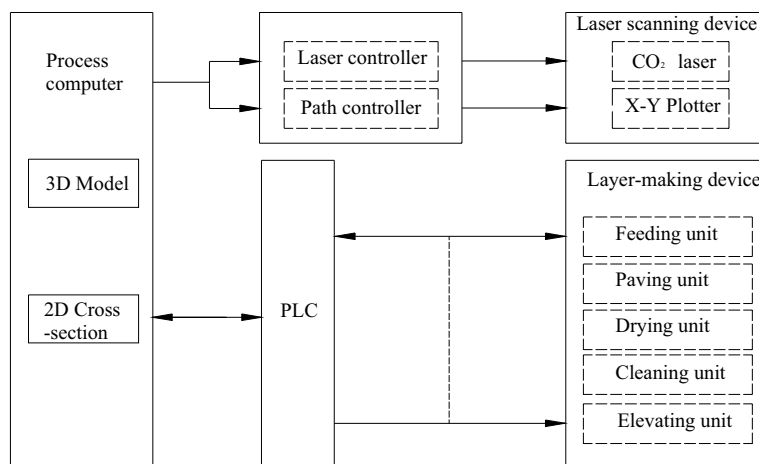 Process
computer
3D Model
2D Cross
-section
Laser controller
Path controller
PLC
Laser scanning device
CO₂ laser
X-Y Plotter
Layer-making device
Feeding unit
Paving unit
Drying unit
Cleaning unit
Elevating unit